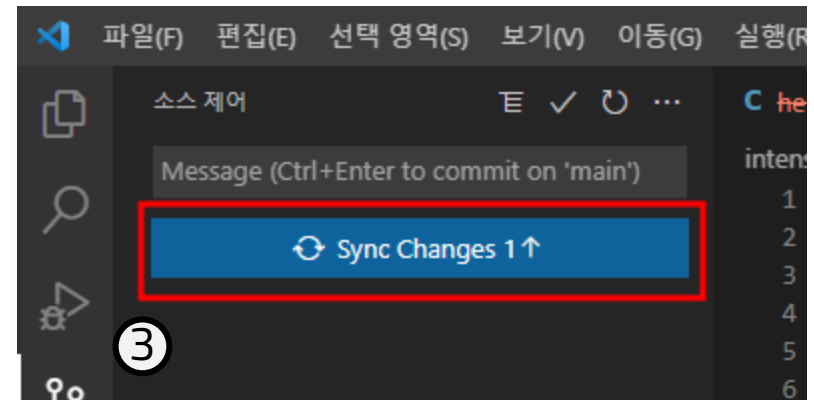 파일(F) 편집(E) 선택 영역(S) 보기(V) 이동(G) 실행(R
소스 제어
C he
Message (Ctrl+Enter to commit on 'main')
intens
Sync Changes 1↑
1
2
3
4
5
6
③